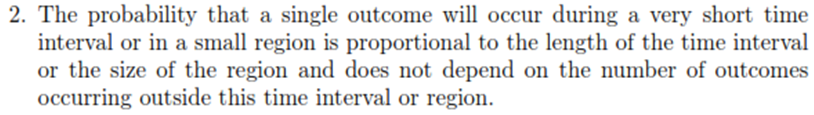 2. The probability that a single outcome will occur during a very short time
interval or in a small region is proportional to the length of the time interval
or the size of the region and does not depend on the number of outcomes
occurring outside this time interval or region.